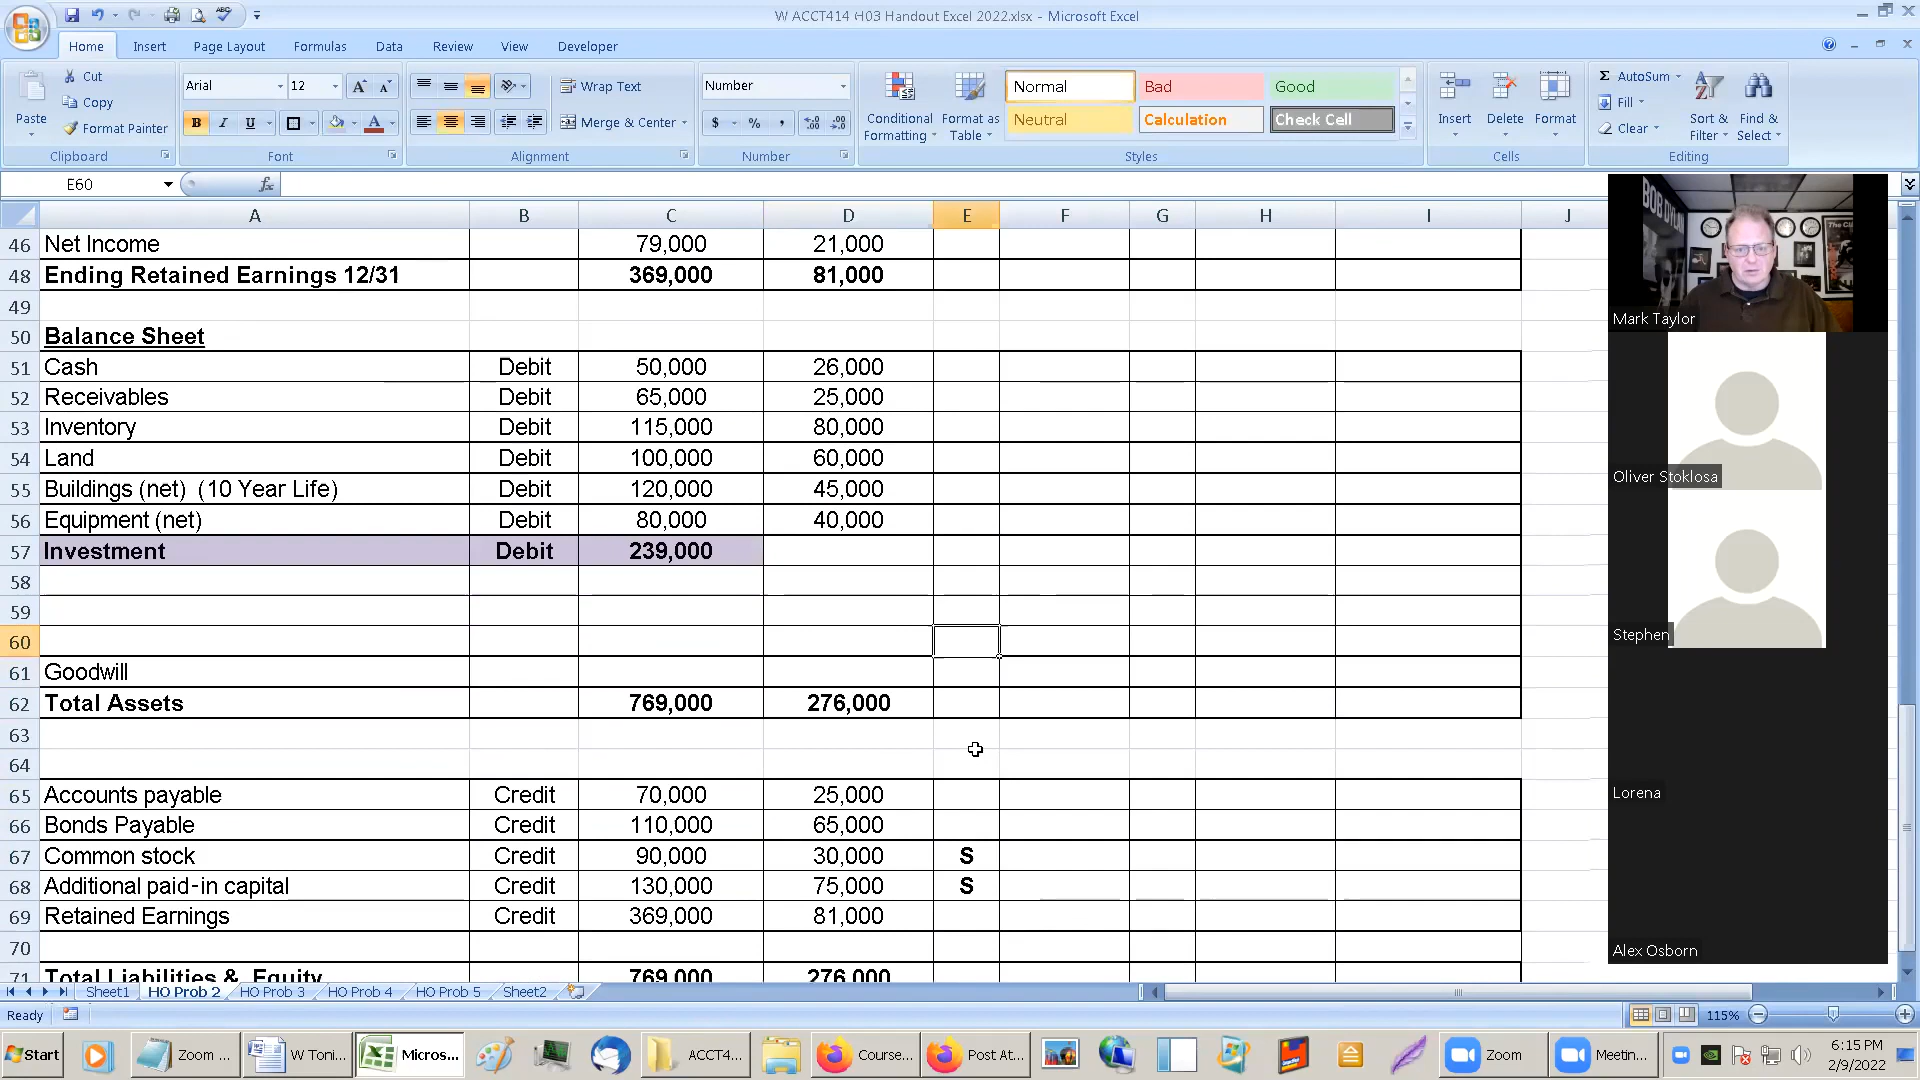 W ACCT414 H03 Handout Excel 2022.xlsx - Microsoft Excel
Home Insert Page Layout Formulas Data Review View Developer
Paste
Cut
Copy
Format Painter
Clipboard
Arial 12
B I U
Font
Wrap Text
Merge & Center
Alignment
Number
$ % ,
Number
Conditional Formatting
Format as Table
Normal Bad Good
Neutral Calculation Check Cell
Styles
Insert Delete Format
Cells
Σ AutoSum
Fill
Clear
Sort & Filter
Find & Select
Editing
E60 fx
A B C D E F G H I J
46 Net Income 79,000 21,000
48 Ending Retained Earnings 12/31 369,000 81,000
49
50 Balance Sheet
51 Cash Debit 50,000 26,000
52 Receivables Debit 65,000 25,000
53 Inventory Debit 115,000 80,000
54 Land Debit 100,000 60,000
55 Buildings (net) (10 Year Life) Debit 120,000 45,000
56 Equipment (net) Debit 80,000 40,000
57 Investment Debit 239,000
58
59
60
61 Goodwill
62 Total Assets 769,000 276,000
63
64
65 Accounts payable Credit 70,000 25,000
66 Bonds Payable Credit 110,000 65,000
67 Common stock Credit 90,000 30,000 S
68 Additional paid-in capital Credit 130,000 75,000 S
69 Retained Earnings Credit 369,000 81,000
70
71 Total Liabilities & Equity 769,000 276,000
BOB DYLAN
Mark Taylor
Oliver Stoklosa
Stephen
Lorena
Alex Osborn
Sheet1 HO Prob 2 HO Prob 3 HO Prob 4 HO Prob 5 Sheet2
Ready 115%
Start Zoom ... W Toni... Micros... ACCT4... Course... Post At... Zoom Meetin...
6:15 PM
2/9/2022